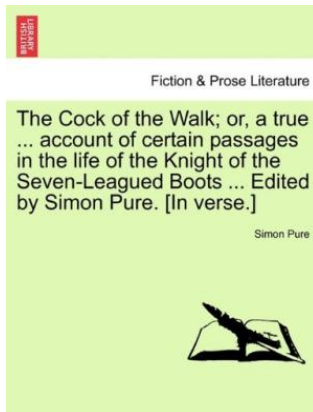 BRITISH
LIBRARY
Fiction & Prose Literature
The Cock of the Walk; or, a true
... account of certain passages
in the life of the Knight of the
Seven-Leagued Boots ... Edited
by Simon Pure. [In verse.]
Simon Pure